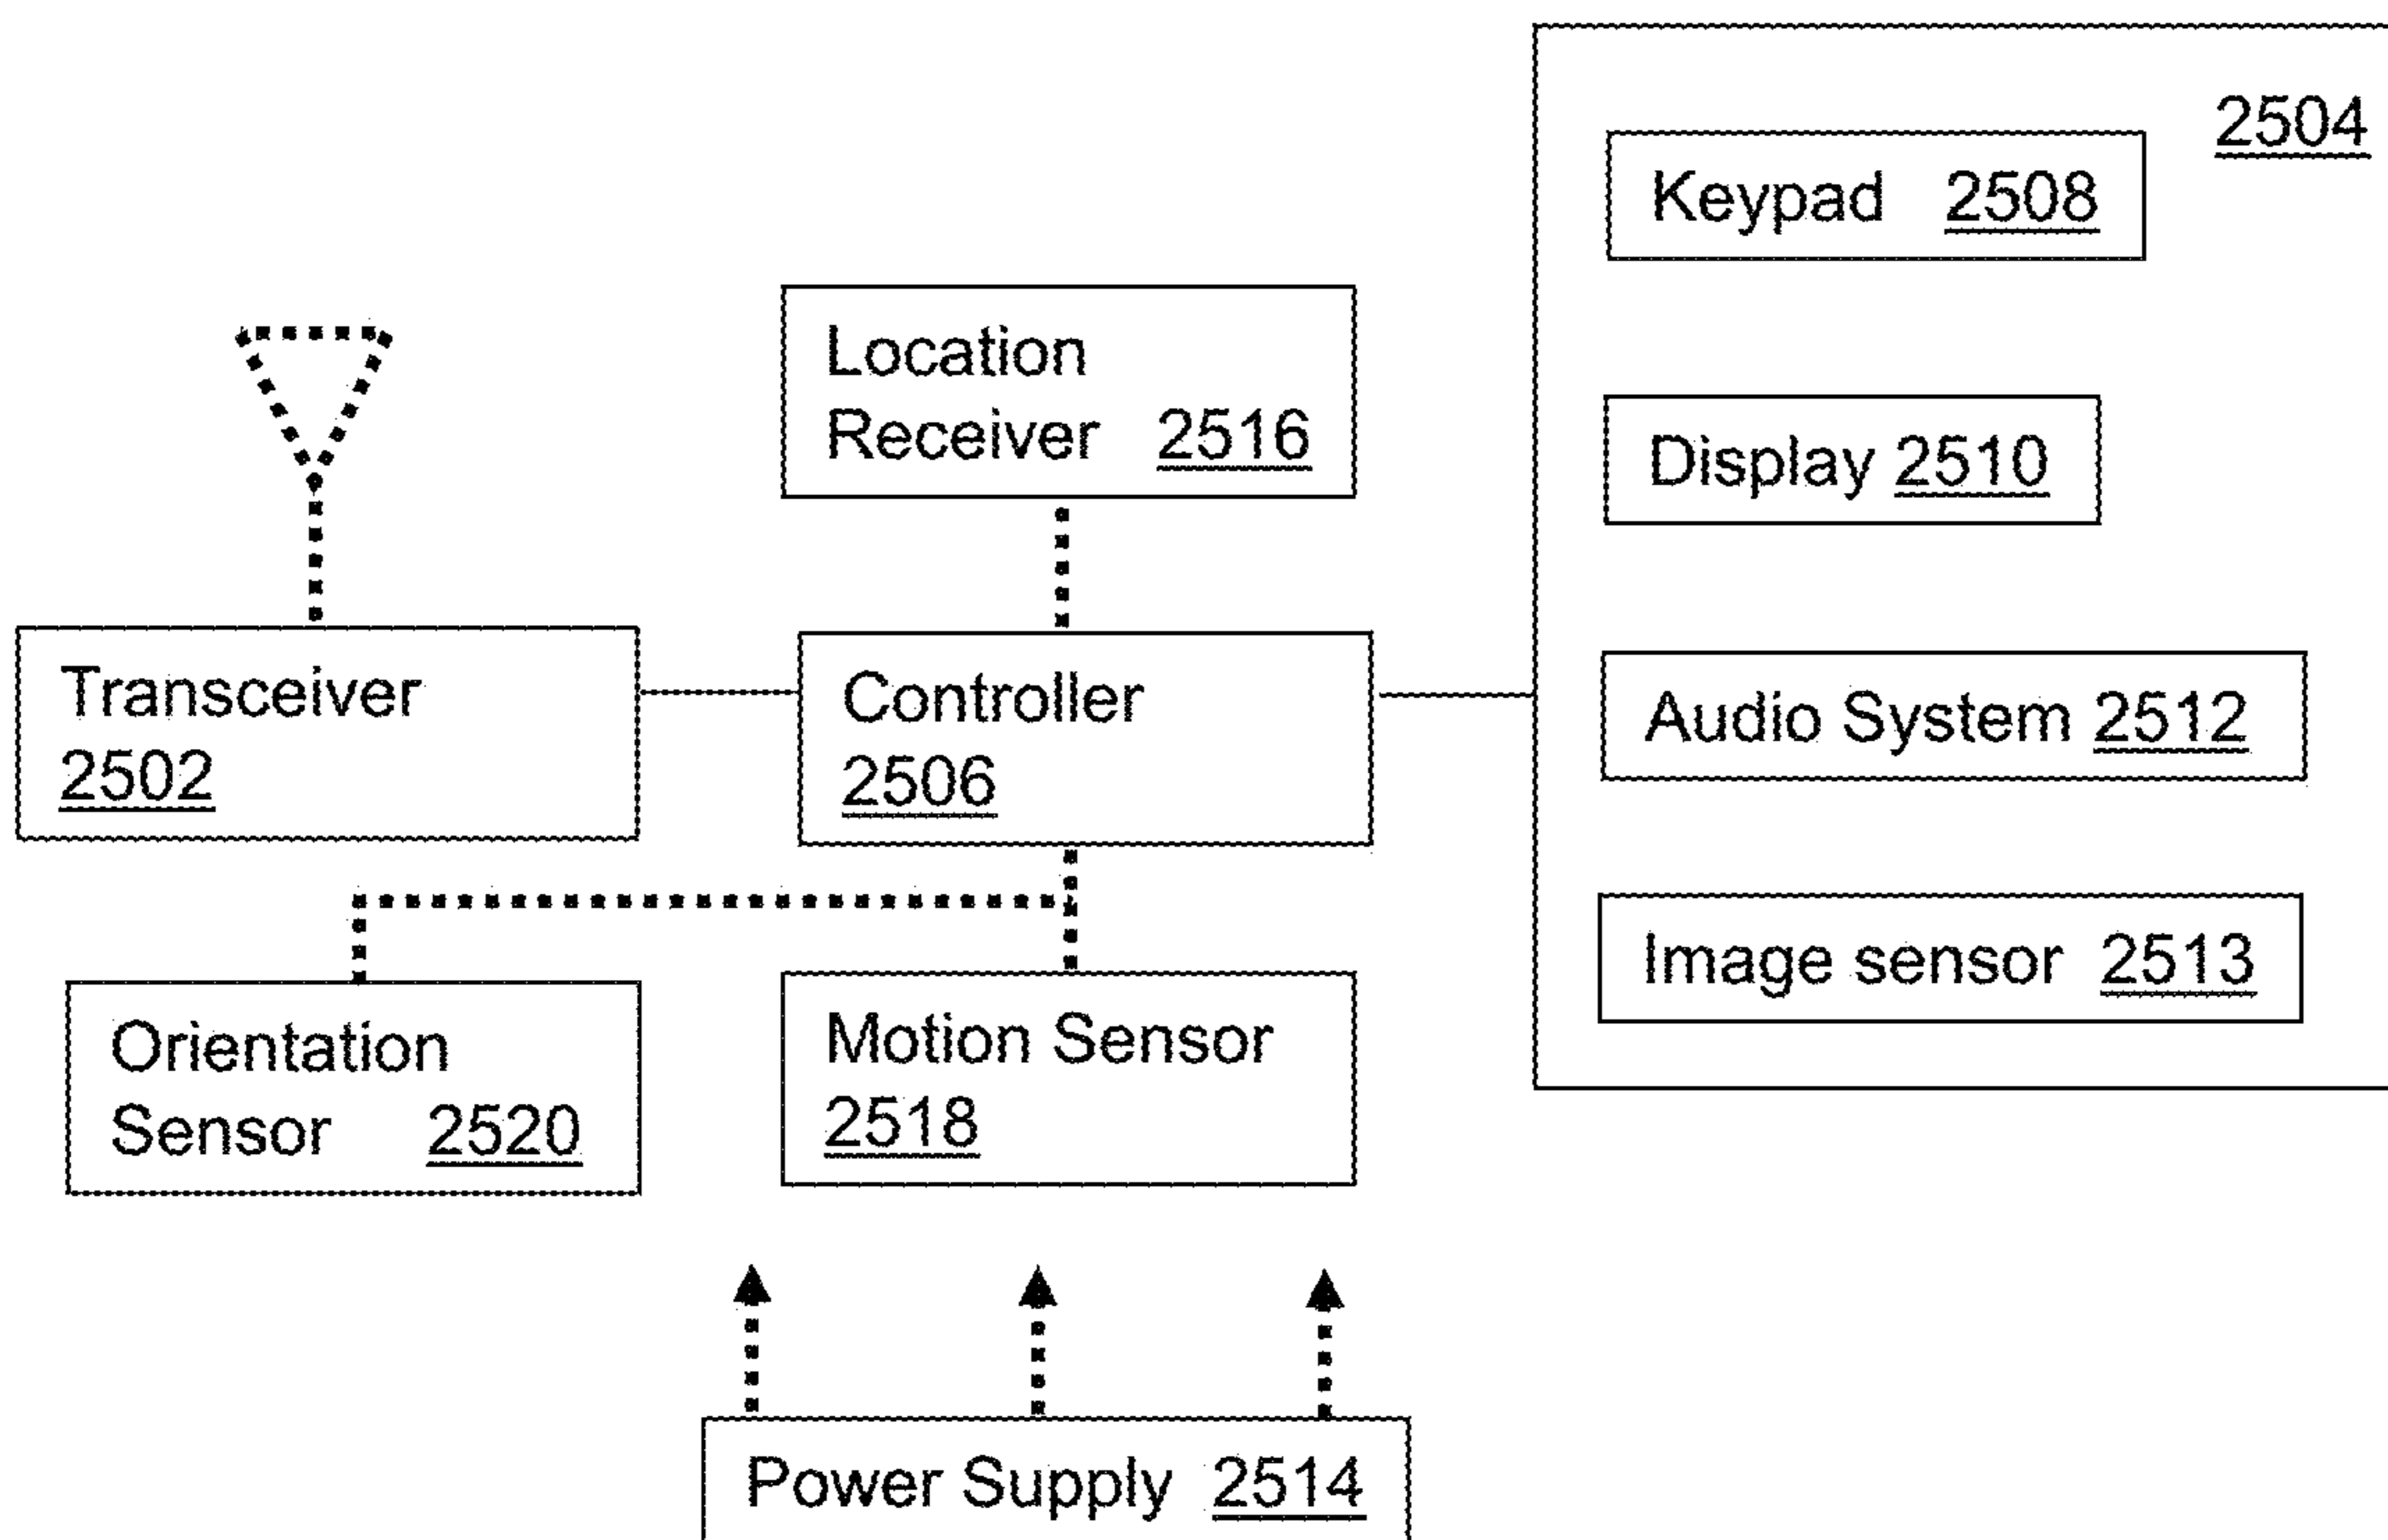 2504
Keypad 2508
Location
Receiver 2516
Display 2510
Transceiver
2502
Controller
2506
Audio System 2512
Image sensor 2513
Orientation
Sensor 2520
Motion Sensor
2518
Power Supply 2514